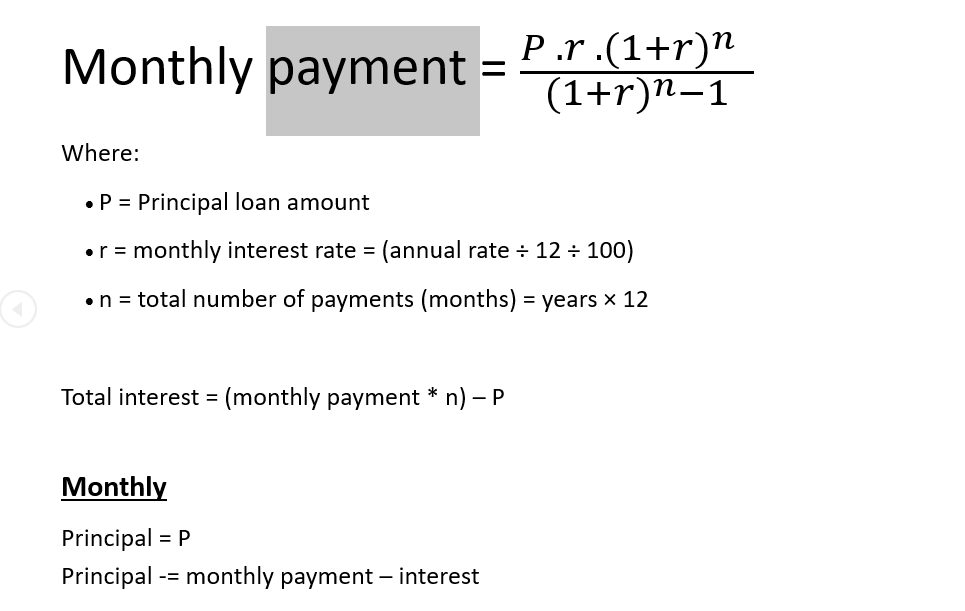 Monthly payment = P .r .(1+r)^n / (1+r)^n−1
Where:
• P = Principal loan amount
• r = monthly interest rate = (annual rate ÷ 12 ÷ 100)
• n = total number of payments (months) = years × 12
Total interest = (monthly payment * n) – P
Monthly
Principal = P
Principal -= monthly payment – interest